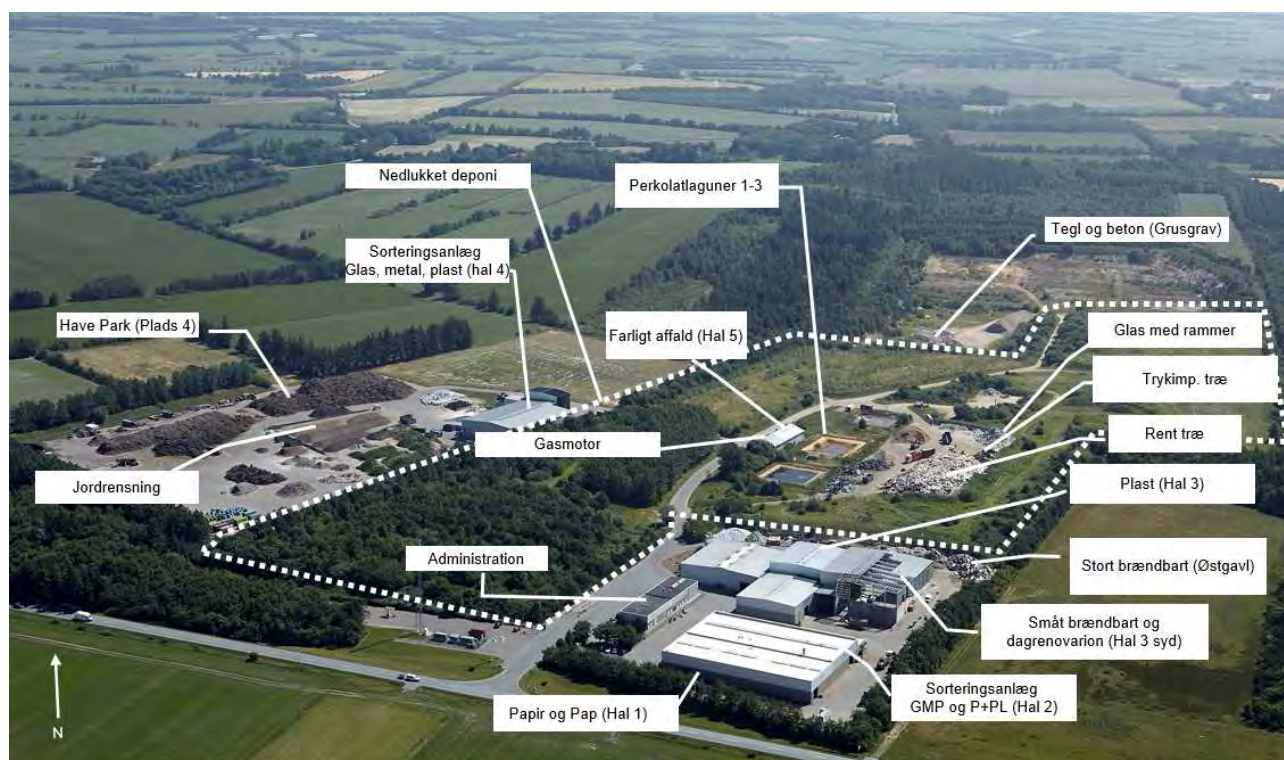 Nedlukket deponi
Perkolatlaguner 1-3
Sorteringsanlæg
Glas, metal, plast (hal 4)
Tegl og beton (Grusgrav)
Have Park (Plads 4)
Farligt affald (Hal 5)
Glas med rammer
Trykimp. træ
Gasmotor
Rent træ
Jordrensning
Plast (Hal 3)
Administration
Stort brændbart (Østgavl)
Småt brændbart og
dagrenovarion (Hal 3 syd)
Sorteringsanlæg
GMP og P+PL (Hal 2)
Papir og Pap (Hal 1)
N